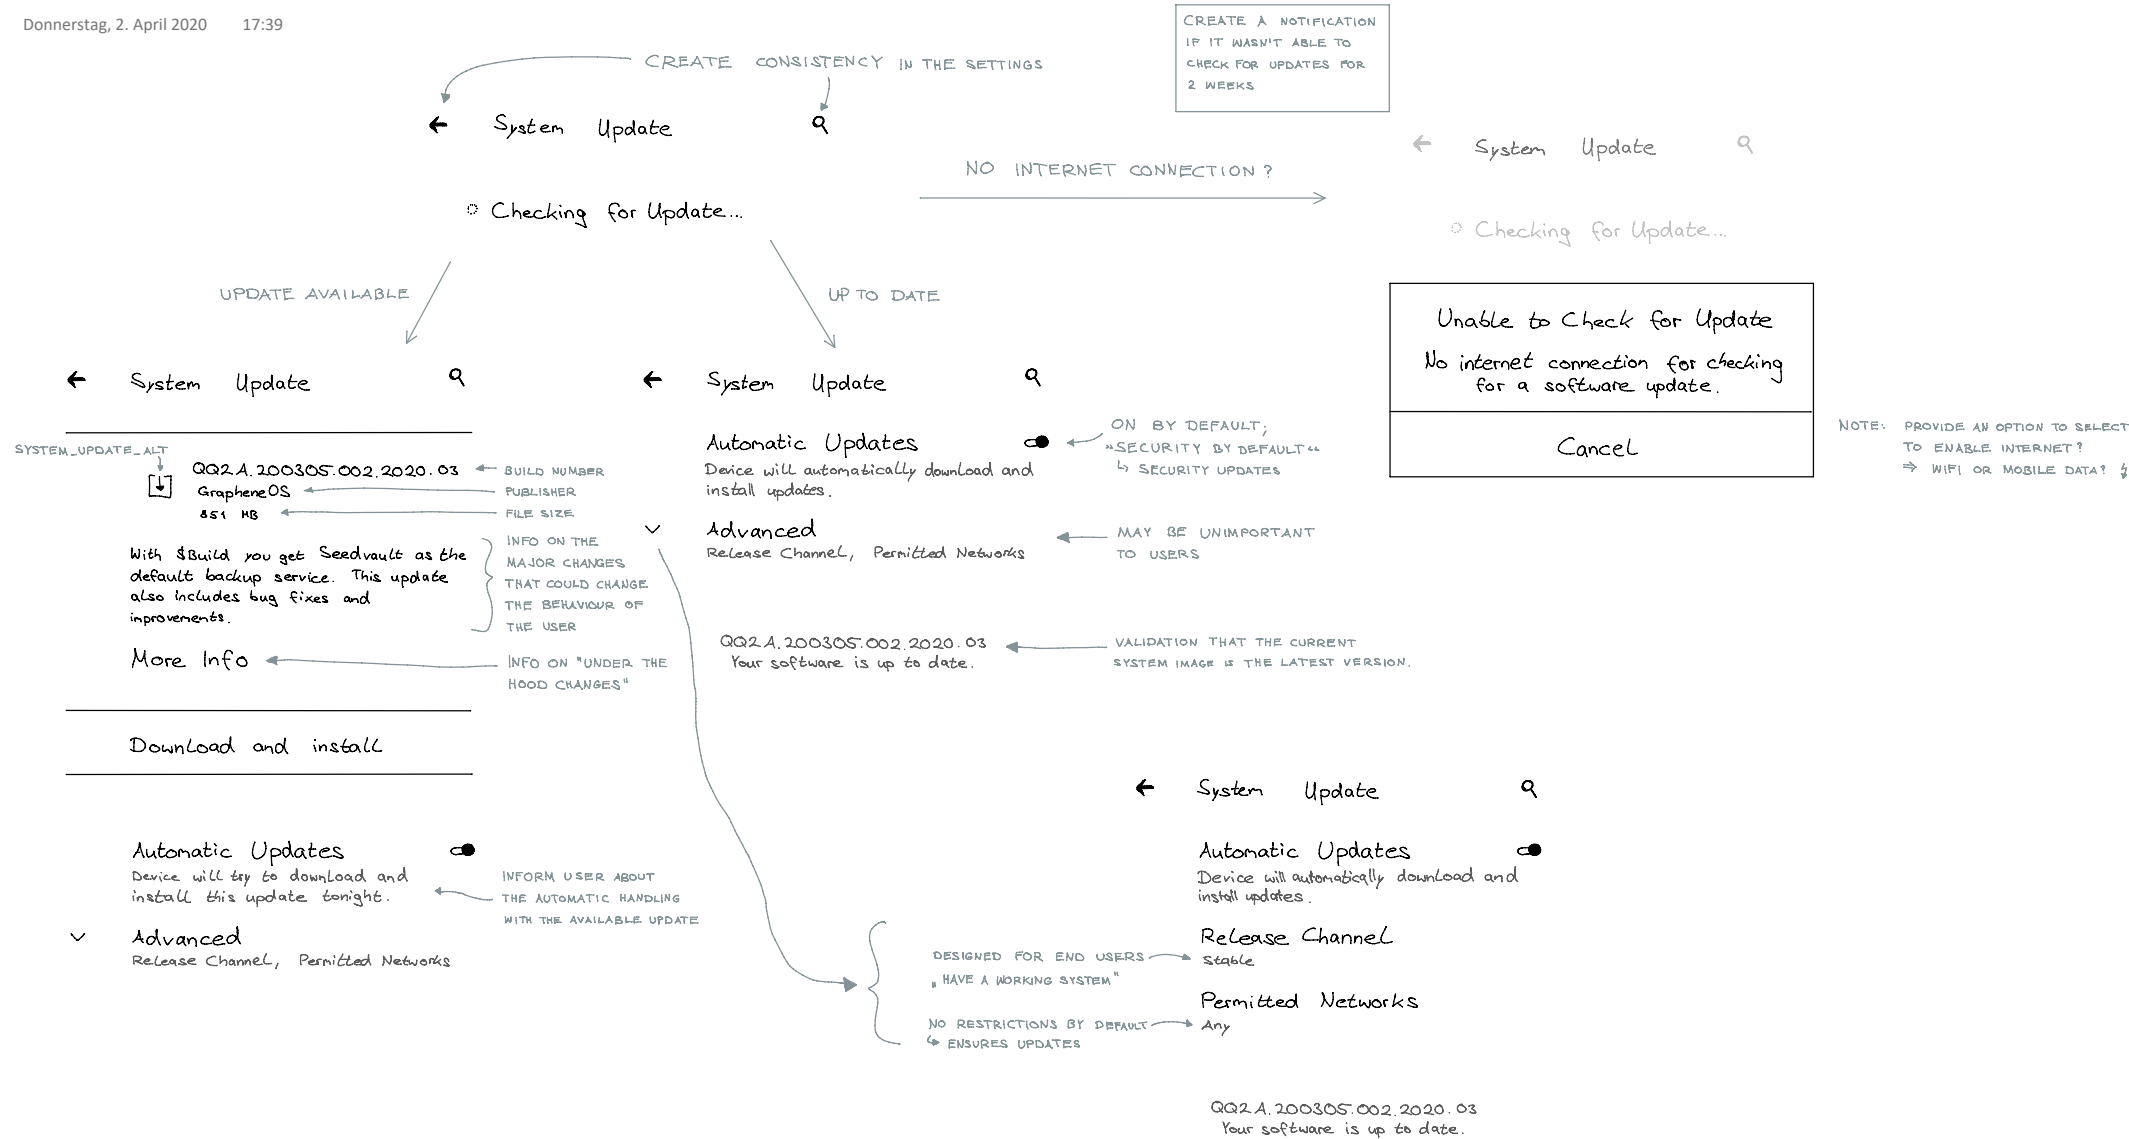 Donnerstag, 2. April 2020 17:39
CREATE CONSISTENCY IN THE SETTINGS
CREATE A NOTIFICATION
IF IT WASN'T ABLE TO
CHECK FOR UPDATES FOR
2 WEEKS
System Update
Checking for Update...
NO INTERNET CONNECTION?
System Update
Checking for Update...
Unable to Check for Update
No internet connection for checking
for a software update.
Cancel
NOTE: PROVIDE AN OPTION TO SELECT
TO ENABLE INTERNET?
⇒ WIFI OR MOBILE DATA?
UPDATE AVAILABLE
UP TO DATE
System Update
SYSTEM_UPDATE_ALT
QQ2A.200305.002.2020.03
BUILD NUMBER
GrapheneOS
PUBLISHER
851 MB
FILE SIZE
With $Build you get Seedvault as the
default backup service. This update
also includes bug fixes and
inprovements.
INFO ON THE
MAJOR CHANGES
THAT COULD CHANGE
THE BEHAVIOUR OF
THE USER
More Info
INFO ON "UNDER THE
HOOD CHANGES"
Download and install
Automatic Updates
Device will try to download and
install this update tonight.
INFORM USER ABOUT
THE AUTOMATIC HANDLING
WITH THE AVAILABLE UPDATE
Advanced
Release Channel, Permitted Networks
System Update
Automatic Updates
Device will automatically download and
install updates.
ON BY DEFAULT;
"SECURITY BY DEFAULT"
↳ SECURITY UPDATES
Advanced
Release Channel, Permitted Networks
MAY BE UNIMPORTANT
TO USERS
QQ2A.200305.002.2020.03
Your software is up to date.
VALIDATION THAT THE CURRENT
SYSTEM IMAGE IS THE LATEST VERSION.
System Update
Automatic Updates
Device will automatically download and
install updates.
Release Channel
Stable
DESIGNED FOR END USERS
„HAVE A WORKING SYSTEM"
Permitted Networks
Any
NO RESTRICTIONS BY DEFAULT
↳ ENSURES UPDATES
QQ2A.200305.002.2020.03
Your software is up to date.